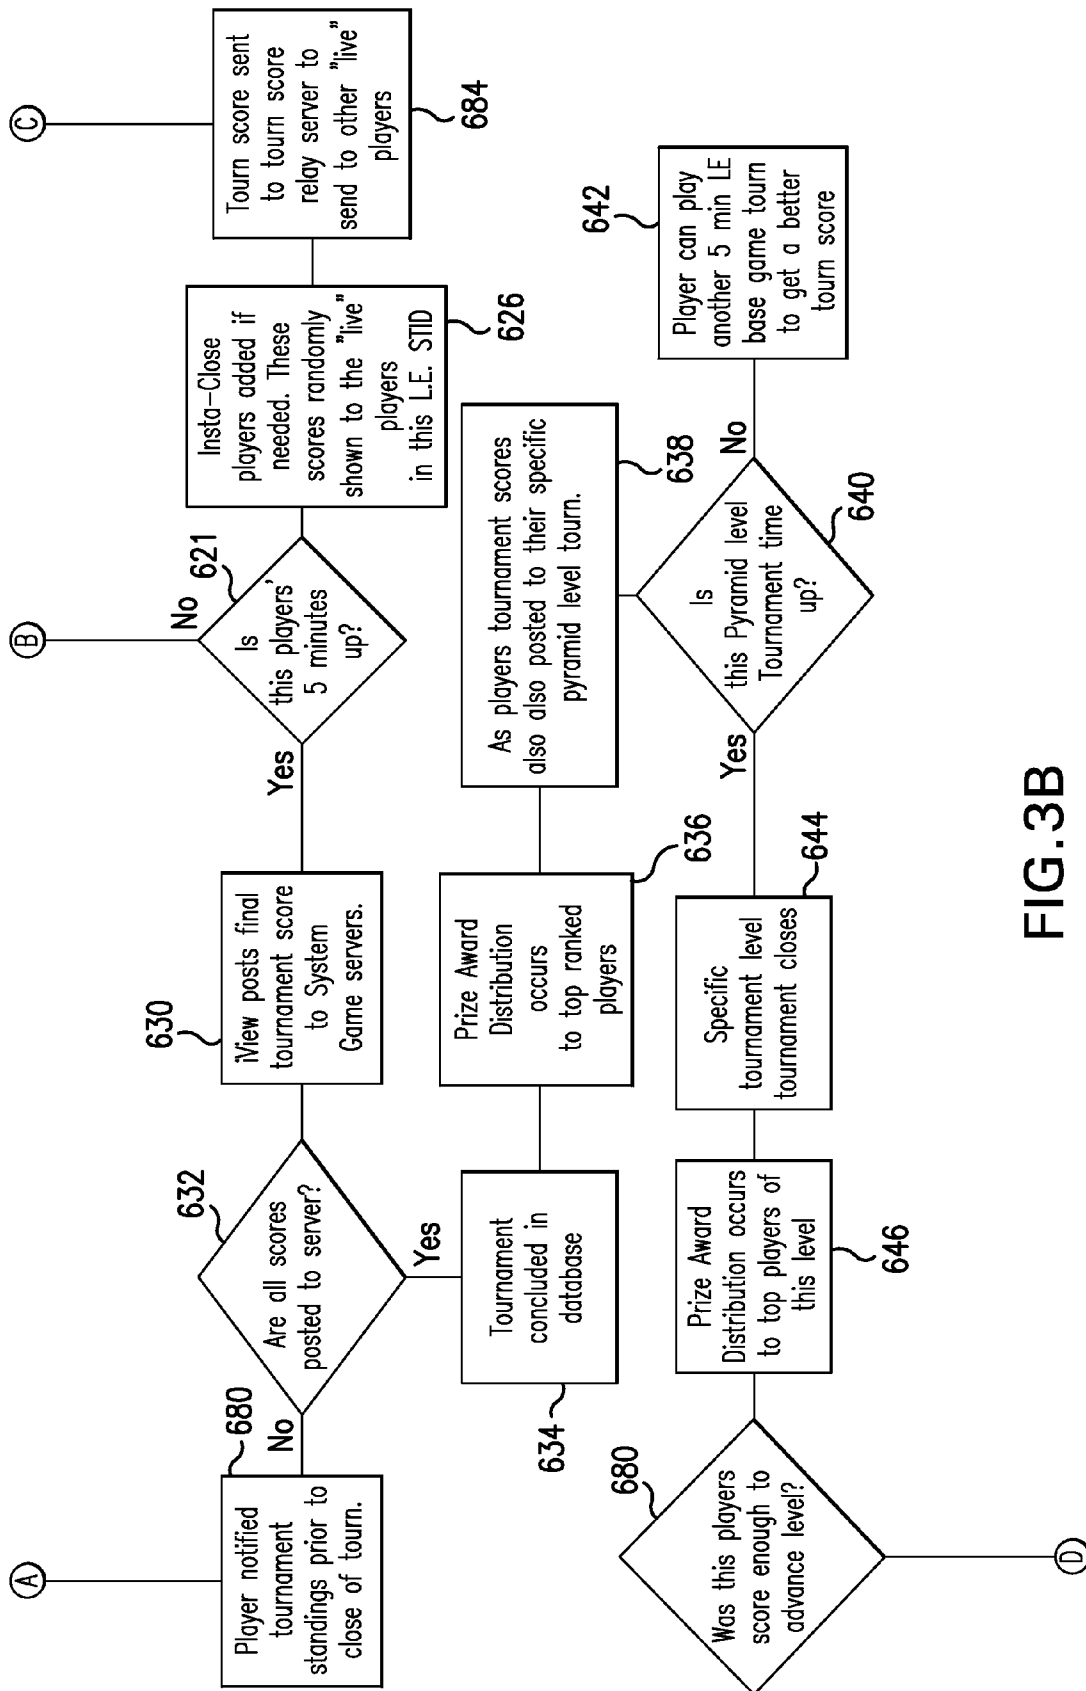 A
B
C
Player notified
tournament
standings prior to
close of tourn.
680
No
Are all scores
posted to server?
632
Yes
iView posts final
tournament score
to System
Game servers.
630
Yes
Is
this players'
5 minutes
up?
621
No
Insta-Close
players added if
needed. These
scores randomly
shown to the "live"
players
in this L.E. STID
626
Tourn score sent
to tourn score
relay server to
send to other "live"
players
684
Tournament
concluded in
database
634
Prize Award
Distribution
occurs
to top ranked
players
636
As players tournament scores
also also posted to their specific
pyramid level tourn.
638
Was this players
score enough to
advance level?
680
Prize Award
Distribution occurs
to top players of
this level
646
Specific
tournament level
tournament closes
644
Yes
Is
this Pyramid level
Tournament time
up?
640
No
Player can play
another 5 min LE
base game tourn
to get a better
tourn score
642
D
FIG.3B